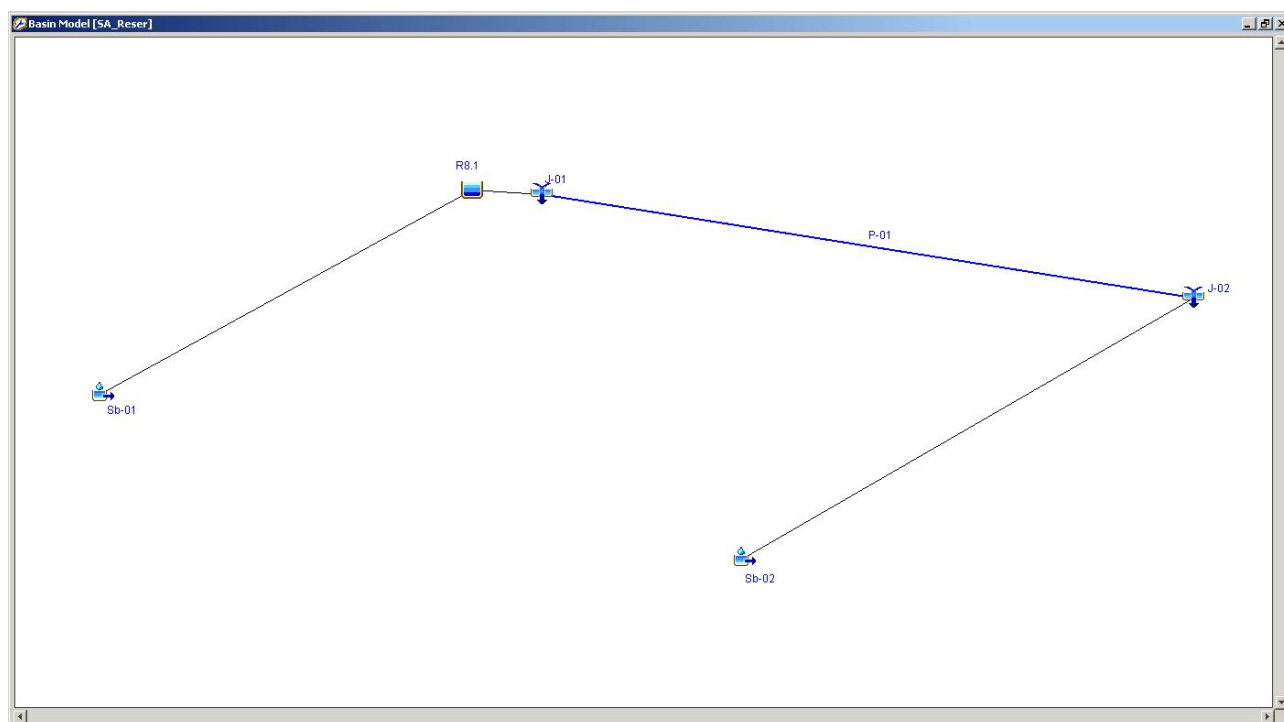 Basin Model [SA_Reser]
R8.1
J-01
P-01
J-02
Sb-01
Sb-02